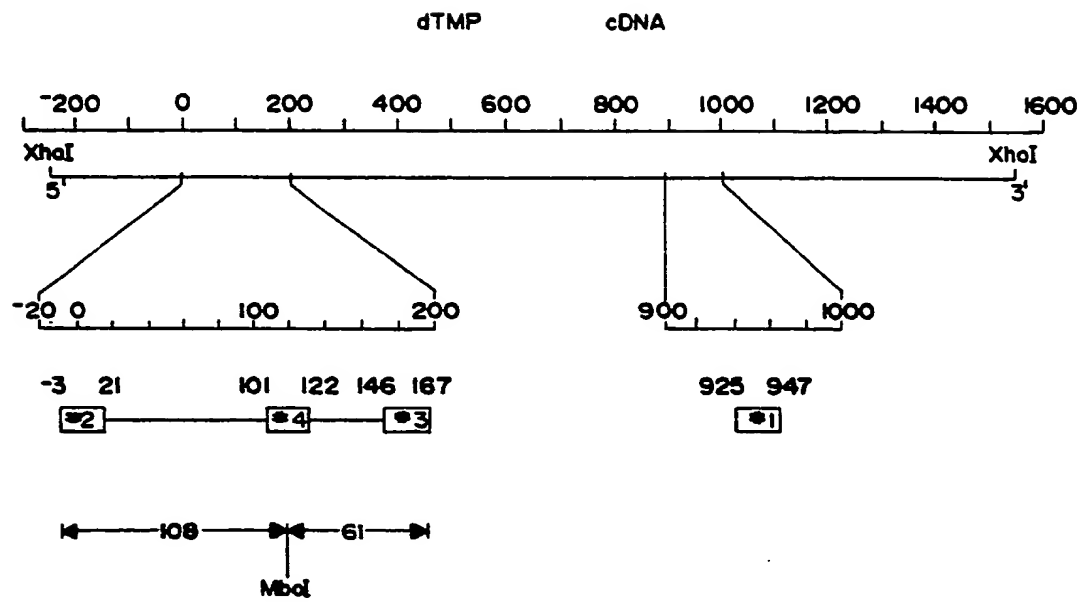 dTMP cDNA
-200 0 200 400 600 800 1000 1200 1400 1600
XhoI XhoI
5' 3'
-20 0 100 200 900 1000
-3 21 101 122 146 167 925 947
*2 *4 *3 *1
108 61
MboI